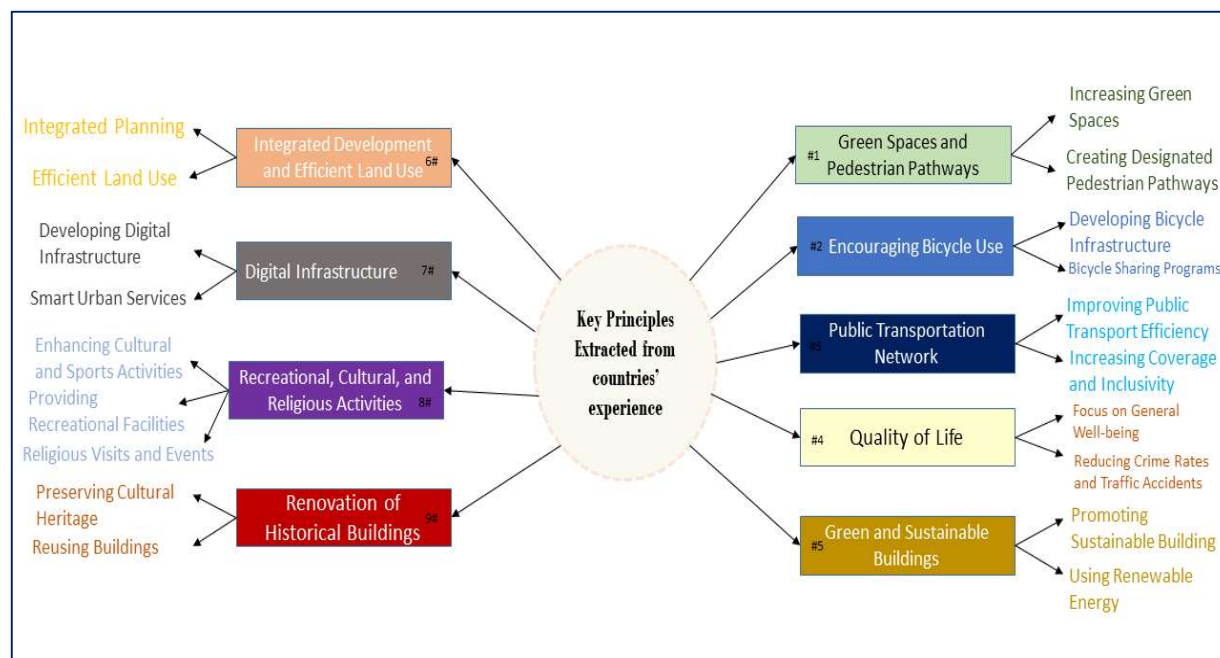 Integrated Planning
Efficient Land Use
Integrated Development
and Efficient Land Use
6#
Developing Digital
Infrastructure
Smart Urban Services
Digital Infrastructure
7#
Enhancing Cultural
and Sports Activities
Providing
Recreational Facilities
Religious Visits and Events
Recreational, Cultural, and
Religious Activities
8#
Preserving Cultural
Heritage
Reusing Buildings
Renovation of
Historical Buildings
9#
Key Principles
Extracted from
countries'
experience
#1
Green Spaces and
Pedestrian Pathways
Increasing Green
Spaces
Creating Designated
Pedestrian Pathways
#2
Encouraging Bicycle Use
Developing Bicycle
Infrastructure
Bicycle Sharing Programs
#3
Public Transportation
Network
Improving Public
Transport Efficiency
Increasing Coverage
and Inclusivity
#4
Quality of Life
Focus on General
Well-being
Reducing Crime Rates
and Traffic Accidents
#5
Green and Sustainable
Buildings
Promoting
Sustainable Building
Using Renewable
Energy